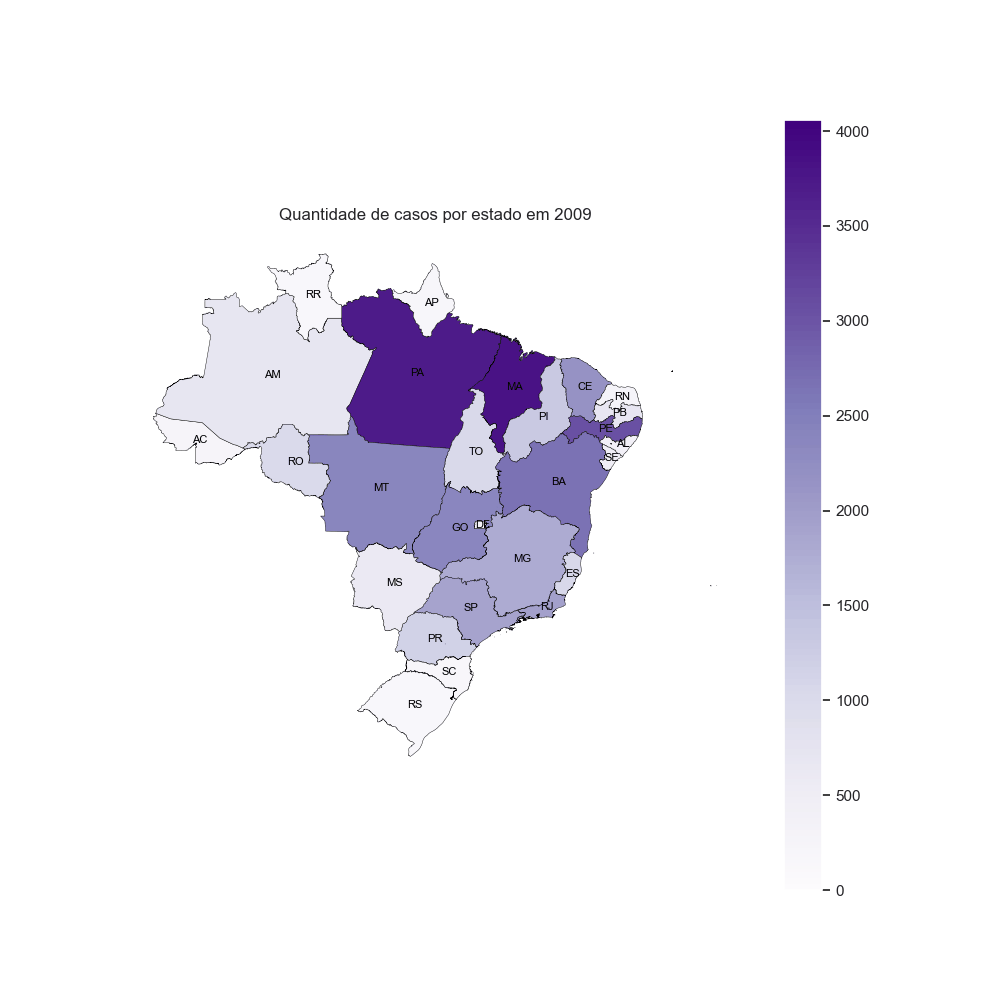 Quantidade de casos por estado em 2009
RR
AP
AM
PA
MA
CE
RN
PI
PB
PE
AC
AL
TO
SE
RO
BA
MT
GO
DF
MG
ES
MS
SP
RJ
PR
SC
RS
4000
3500
3000
2500
2000
1500
1000
500
0